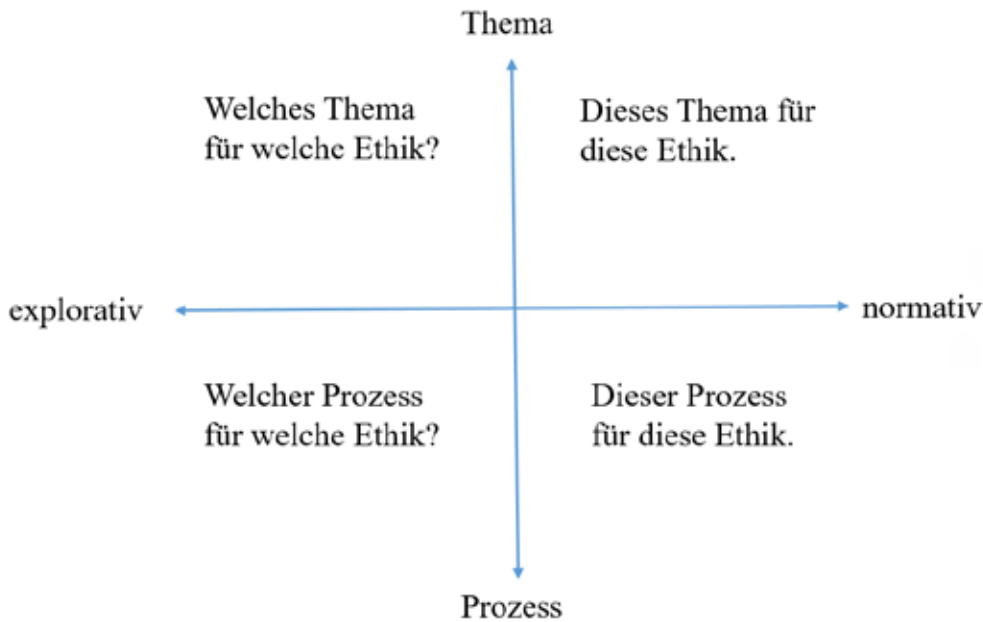 Thema
Welches Thema
für welche Ethik?
Dieses Thema für
diese Ethik.
explorativ
normativ
Welcher Prozess
für welche Ethik?
Dieser Prozess
für diese Ethik.
Prozess